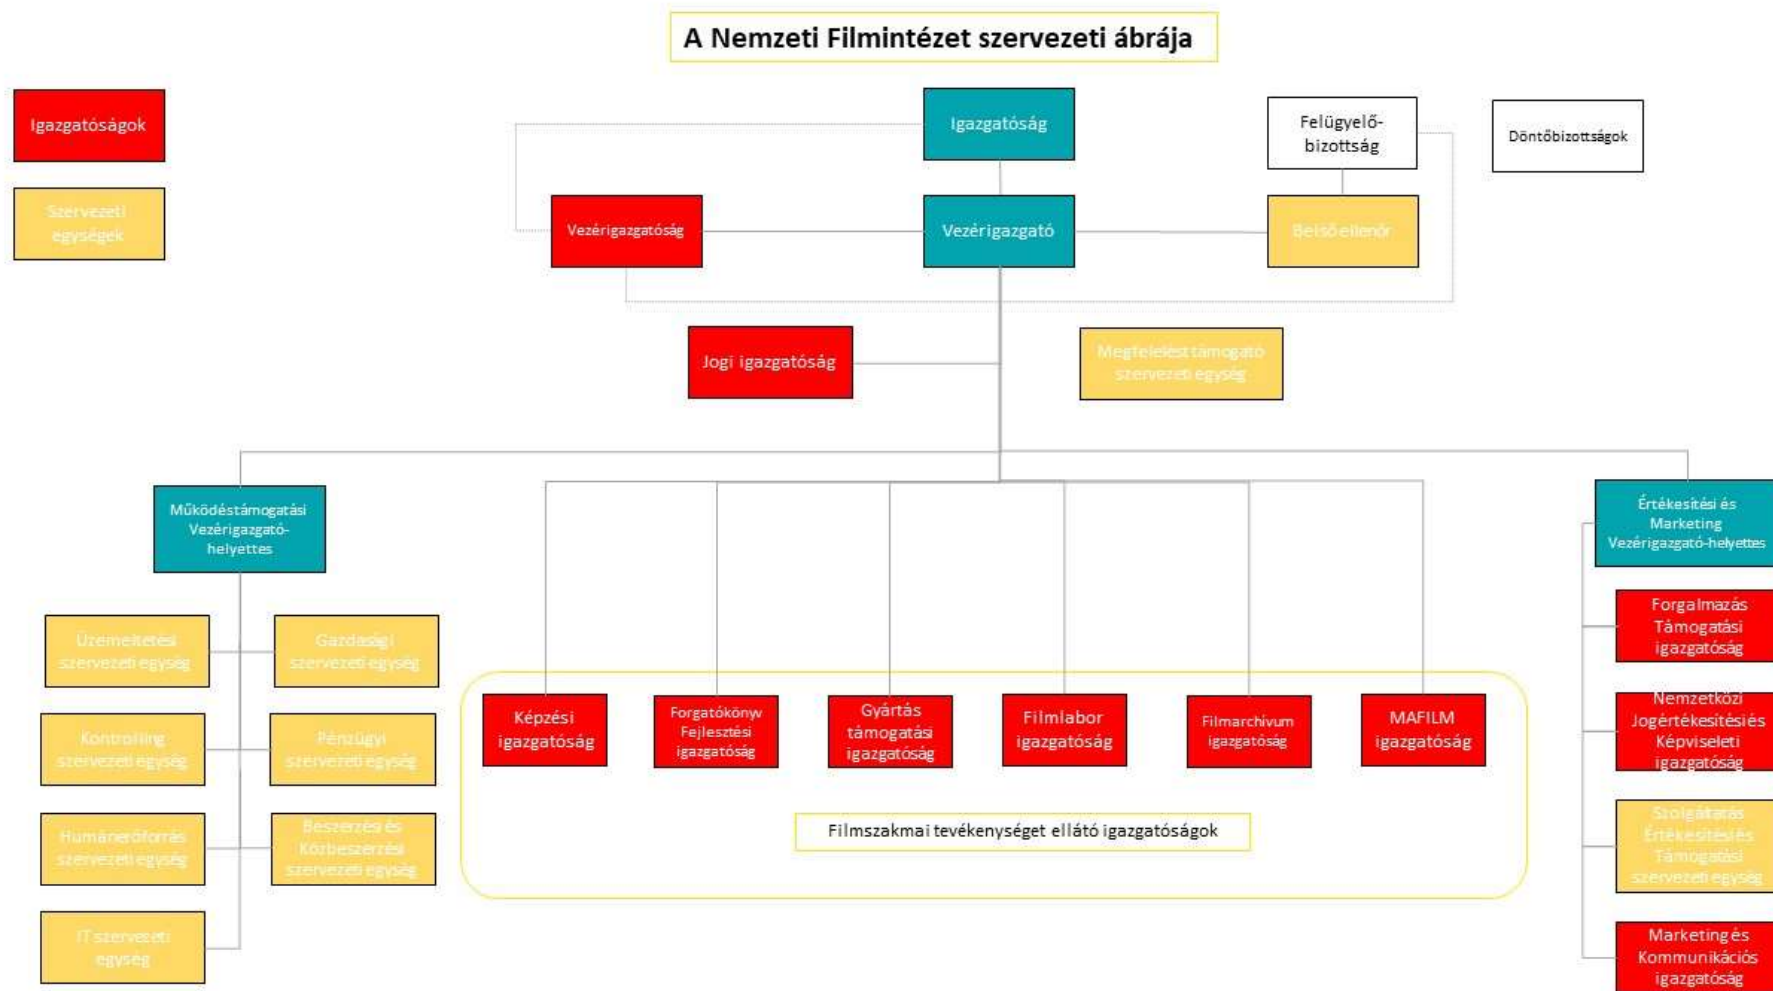 A Nemzeti Filmintézet szervezeti ábrája
Igazgatóságok
Szervezeti
egységek
Igazgatóság
Felügyelő-
bizottság
Döntőbizottságok
Vezérigazgatóság
Vezérigazgató
Belső ellenőr
Jogi igazgatóság
Megfelelést támogató
szervezeti egység
Működéstámogatási
Vezérigazgató-
helyettes
Értékesítési és
Marketing
Vezérigazgató-helyettes
Üzemeltetési
szervezeti egység
Gazdasági
szervezeti egység
Kontrolling
szervezeti egység
Pénzügyi
szervezeti egység
Humánerőforrás
szervezeti egység
Beszerzési és
Közbeszerzési
szervezeti egység
IT szervezeti
egység
Képzési
igazgatóság
Forgatókönyv
Fejlesztési
igazgatóság
Gyártás
támogatási
igazgatóság
Filmlabor
igazgatóság
Filmarchívum
igazgatóság
MAFILM
igazgatóság
Filmszakmai tevékenységet ellátó igazgatóságok
Forgalmazás
Támogatási
igazgatóság
Nemzetközi
Jogértékesítési és
Képviseleti
igazgatóság
Szolgáltatás
Értékesítési és
Támogatási
szervezeti egység
Marketing és
Kommunikációs
igazgatóság